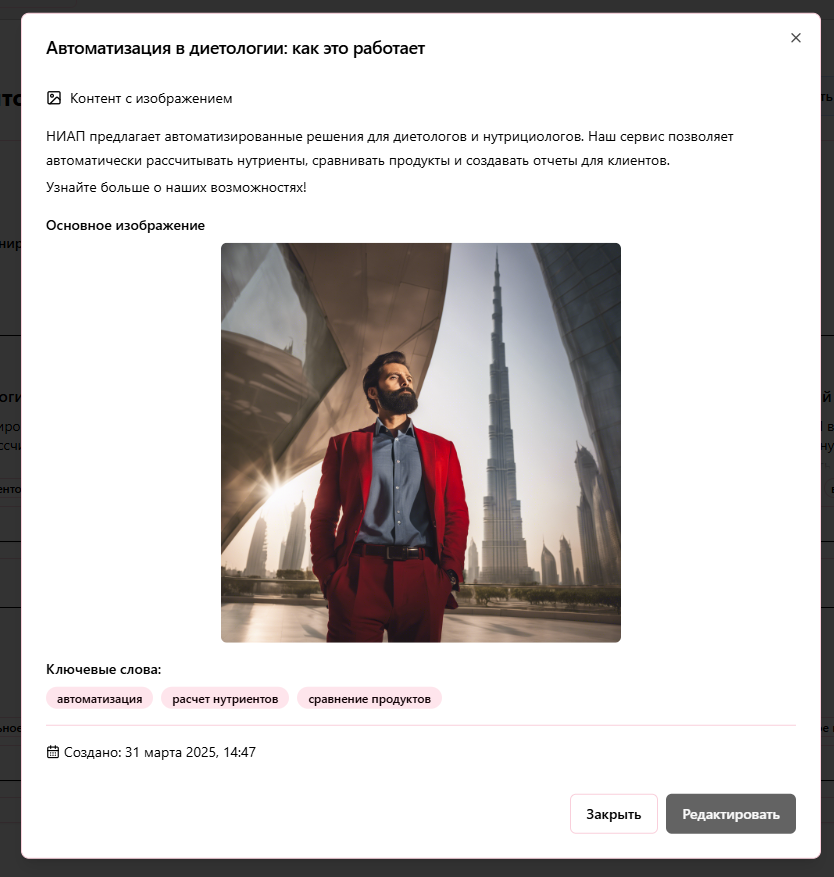 Автоматизация в диетологии: как это работает
Контент с изображением
НИАП предлагает автоматизированные решения для диетологов и нутрициологов. Наш сервис позволяет
автоматически рассчитывать нутриенты, сравнивать продукты и создавать отчеты для клиентов.
Узнайте больше о наших возможностях!
Основное изображение
Ключевые слова:
автоматизация расчет нутриентов сравнение продуктов
Создано: 31 марта 2025, 14:47
Закрыть Редактировать